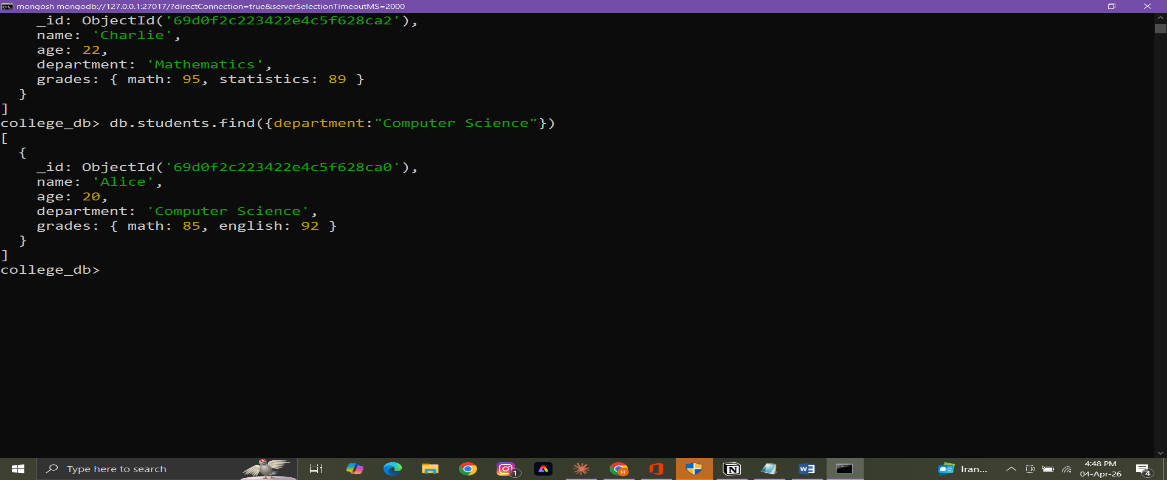 mongosh mongodb://127.0.0.1:27017/?directConnection=true&serverSelectionTimeoutMS=2000
_id: ObjectId('69d0f2c223422e4c5f628ca2'),
name: 'Charlie',
age: 22,
department: 'Mathematics',
grades: { math: 95, statistics: 89 }
}
]
college_db> db.students.find({department:"Computer Science"})
[
{
_id: ObjectId('69d0f2c223422e4c5f628ca0'),
name: 'Alice',
age: 20,
department: 'Computer Science',
grades: { math: 85, english: 92 }
}
]
college_db>
Type here to search
Iran...
4:48 PM
04-Apr-26
4